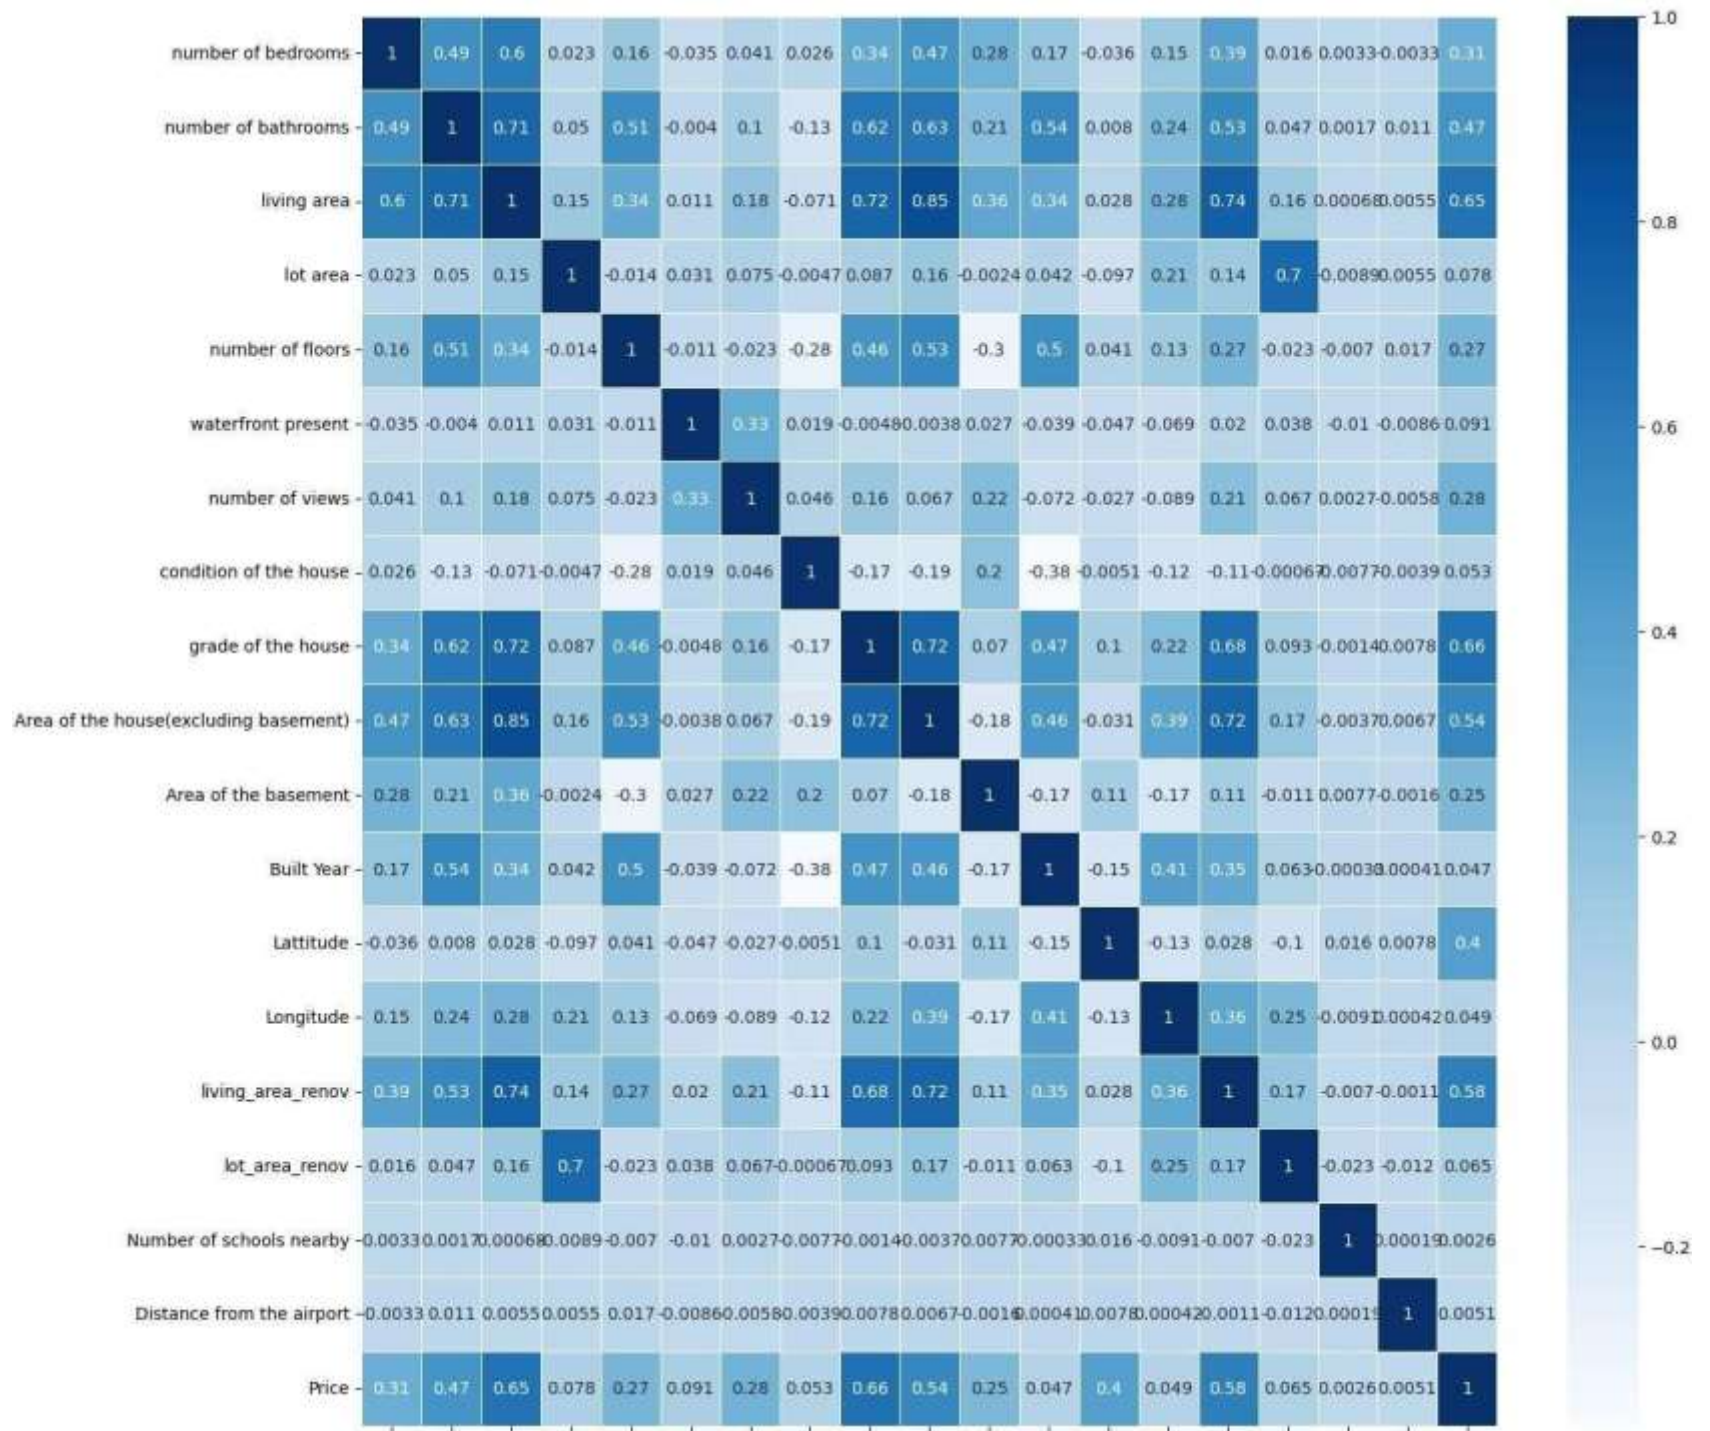 number of bedrooms 1 0.49 0.6 0.023 0.16 -0.035 0.041 0.026 0.34 0.47 0.28 0.17 -0.036 0.15 0.39 0.016 0.0033 -0.0033 0.31
number of bathrooms 0.49 1 0.71 0.05 0.51 -0.004 0.1 -0.13 0.62 0.63 0.21 0.54 0.008 0.24 0.53 0.047 0.0017 0.011 0.47
living area 0.6 0.71 1 0.15 0.34 0.011 0.18 -0.071 0.72 0.85 0.36 0.34 0.028 0.28 0.74 0.16 0.00068 0.0055 0.65
lot area 0.023 0.05 0.15 1 -0.014 0.031 0.075 -0.0047 0.087 0.16 -0.0024 0.042 -0.097 0.21 0.14 0.7 -0.0089 0.0055 0.078
number of floors 0.16 0.51 0.34 -0.014 1 -0.011 -0.023 -0.28 0.46 0.53 -0.3 0.5 0.041 0.13 0.27 -0.023 -0.007 0.017 0.27
waterfront present -0.035 -0.004 0.011 0.031 -0.011 1 0.33 0.019 -0.0048 0.0038 0.027 -0.039 -0.047 -0.069 0.02 0.038 -0.01 -0.0086 0.091
number of views 0.041 0.1 0.18 0.075 -0.023 0.33 1 0.046 0.16 0.067 0.22 -0.072 -0.027 -0.089 0.21 0.067 0.0027 -0.0058 0.28
condition of the house 0.026 -0.13 -0.071 -0.0047 -0.28 0.019 0.046 1 -0.17 -0.19 0.2 -0.38 -0.0051 -0.12 -0.11 -0.00067 0.0077 -0.0039 0.053
grade of the house 0.34 0.62 0.72 0.087 0.46 -0.0048 0.16 -0.17 1 0.72 0.07 0.47 0.1 0.22 0.68 0.093 -0.0014 0.0078 0.66
Area of the house(excluding basement) 0.47 0.63 0.85 0.16 0.53 -0.0038 0.067 -0.19 0.72 1 -0.18 0.46 -0.031 0.39 0.72 0.17 -0.0037 0.0067 0.54
Area of the basement 0.28 0.21 0.36 -0.0024 -0.3 0.027 0.22 0.2 0.07 -0.18 1 -0.17 0.11 -0.17 0.11 -0.011 0.0077 -0.0016 0.25
Built Year 0.17 0.54 0.34 0.042 0.5 -0.039 -0.072 -0.38 0.47 0.46 -0.17 1 -0.15 0.41 0.35 0.063 -0.00033 0.00041 0.047
Lattitude -0.036 0.008 0.028 -0.097 0.041 -0.047 -0.027 -0.0051 0.1 -0.031 0.11 -0.15 1 -0.13 0.028 -0.1 0.016 0.0078 0.4
Longitude 0.15 0.24 0.28 0.21 0.13 -0.069 -0.089 -0.12 0.22 0.39 -0.17 0.41 -0.13 1 0.36 0.25 -0.0091 0.00042 0.049
living_area_renov 0.39 0.53 0.74 0.14 0.27 0.02 0.21 -0.11 0.68 0.72 0.11 0.35 0.028 0.36 1 0.17 -0.007 -0.0011 0.58
lot_area_renov 0.016 0.047 0.16 0.7 -0.023 0.038 0.067 -0.00067 0.093 0.17 -0.011 0.063 -0.1 0.25 0.17 1 -0.023 -0.012 0.065
Number of schools nearby -0.0033 0.0017 0.00068 0.0089 -0.007 -0.01 0.0027 -0.0077 -0.0014 -0.0037 0.0077 0.00033 0.016 -0.0091 -0.007 -0.023 1 0.00019 0.0026
Distance from the airport -0.0033 0.011 0.0055 0.0055 0.017 -0.0086 0.0058 0.0039 0.0078 0.0067 -0.0016 0.00041 0.0078 0.00042 0.0011 -0.012 0.00019 1 0.0051
Price 0.31 0.47 0.65 0.078 0.27 0.091 0.28 0.053 0.66 0.54 0.25 0.047 0.4 0.049 0.58 0.065 0.0026 0.0051 1
1.0
0.8
0.6
0.4
0.2
0.0
−0.2